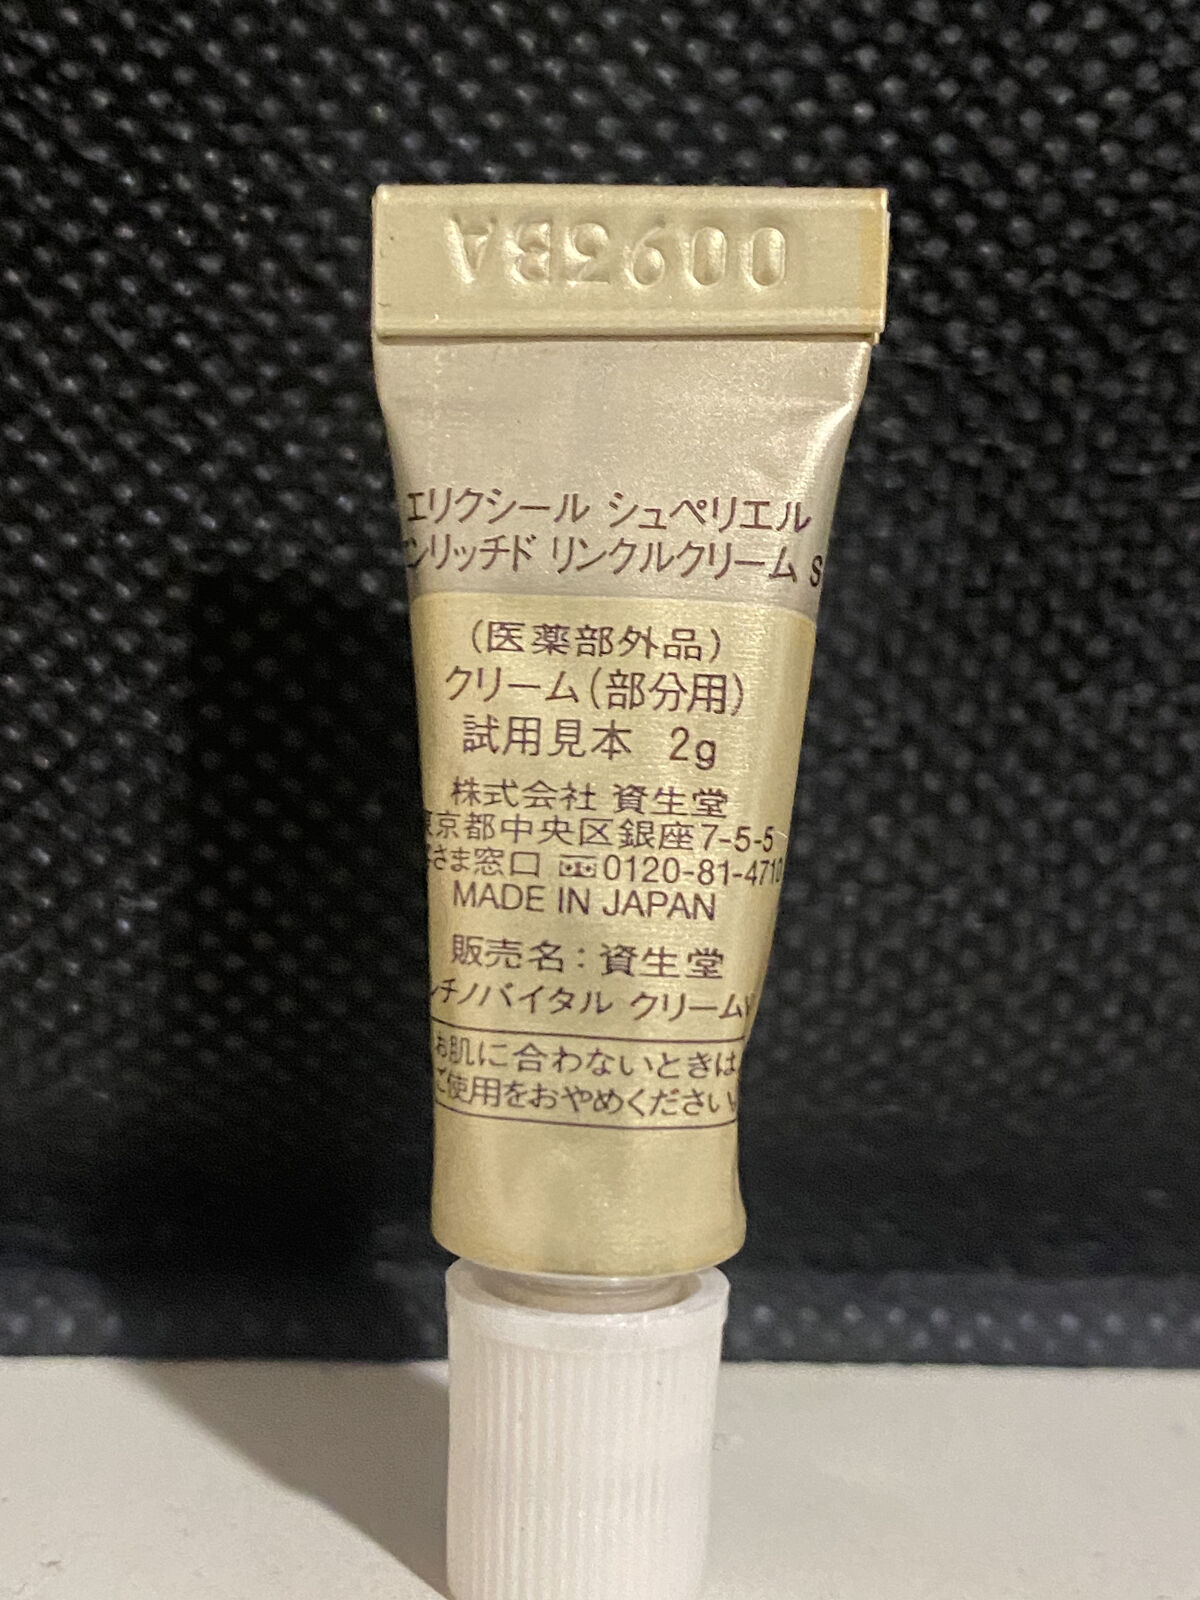 0093BA
エリクシール シュペリエル
エンリッチド リンクルクリーム S
(医薬部外品)
クリーム(部分用)
試用見本 2g
株式会社 資生堂
東京都中央区銀座7-5-5
さま窓口 0120-81-4710
MADE IN JAPAN
販売名:資生堂
チノバイタル クリーム
お肌に合わないときは、
ご使用をおやめください。